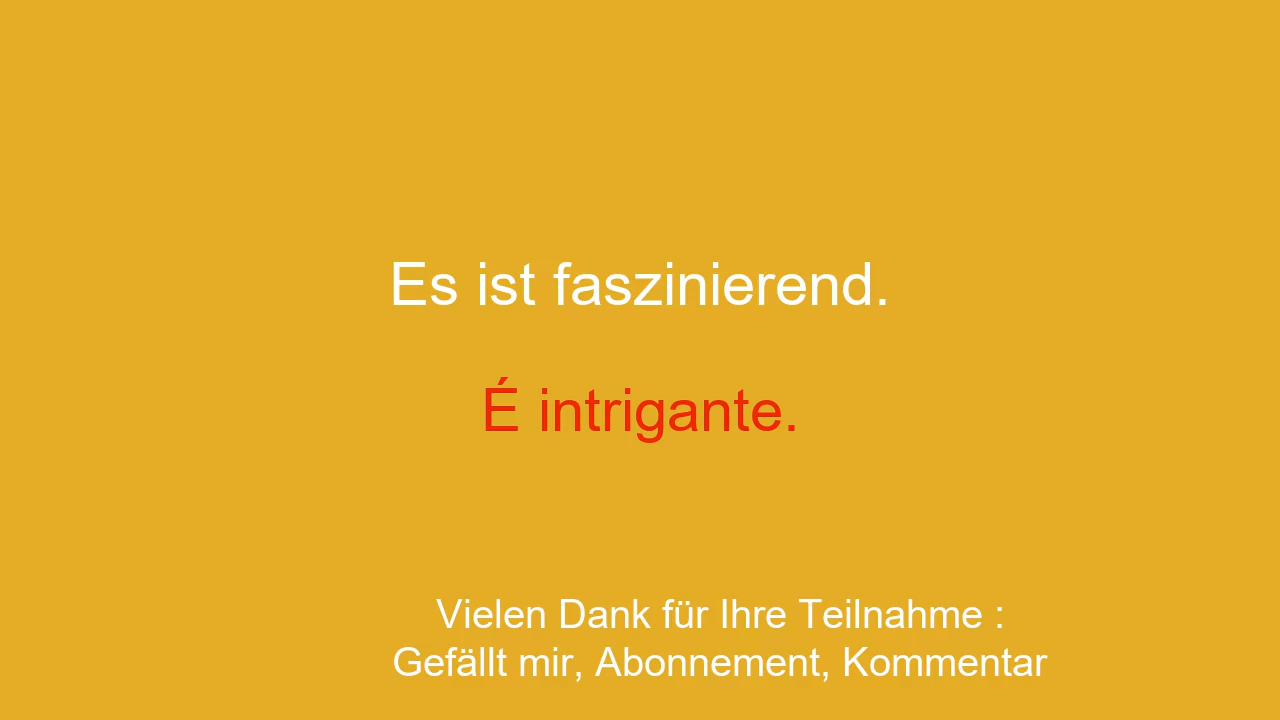 Es ist faszinierend.
É intrigante.
Vielen Dank für Ihre Teilnahme :
Gefällt mir, Abonnement, Kommentar